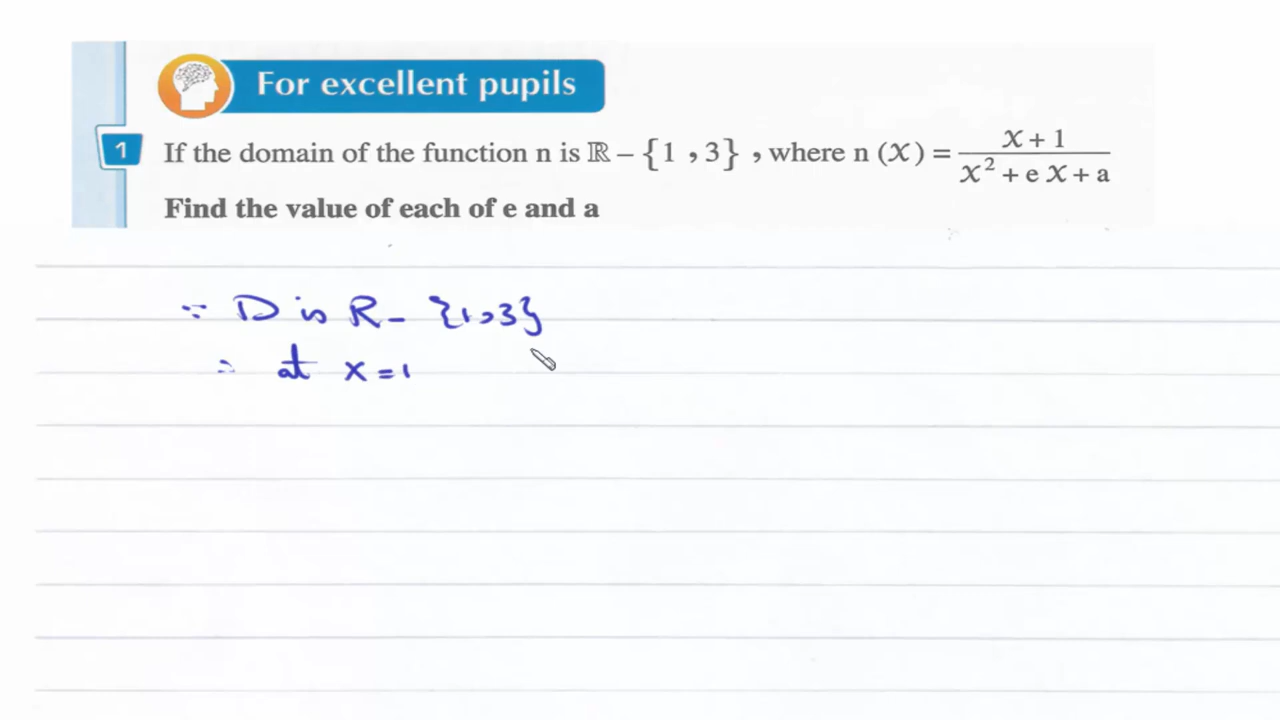 For excellent pupils
1 If the domain of the function n is ℝ – {1 , 3} , where n (x) = (x + 1) / (x² + e x + a)
Find the value of each of e and a
∵ D is R – {1,3}
∴ at x = 1